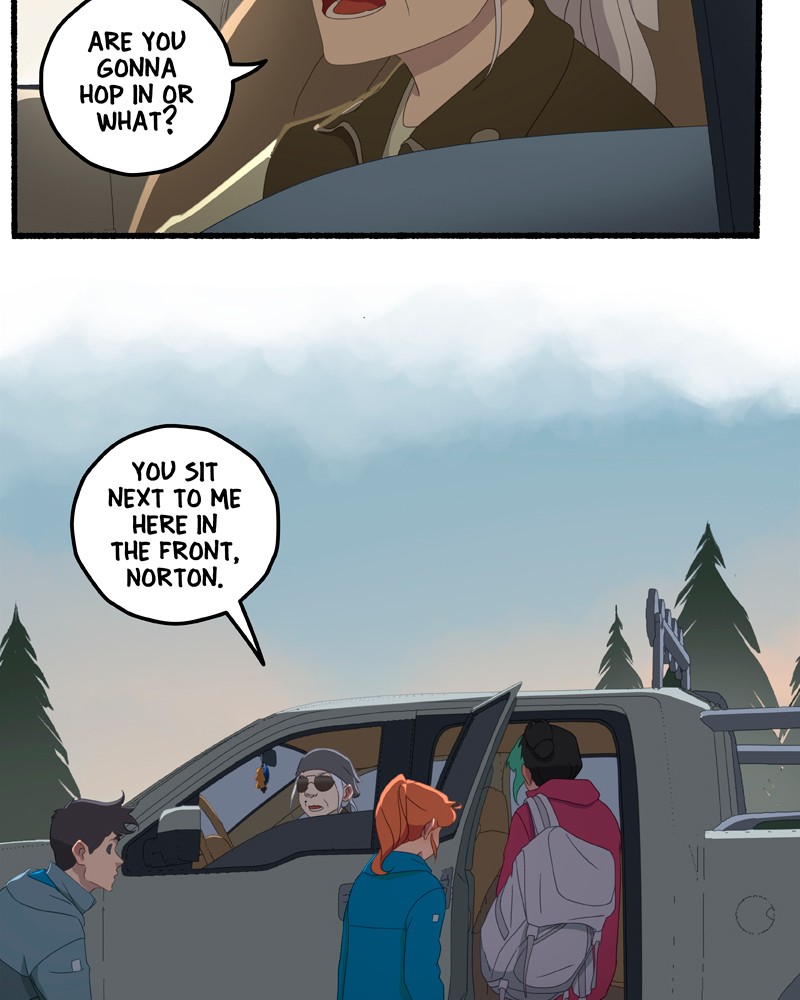 ARE YOU
GONNA
HOP IN OR
WHAT?
YOU SIT
NEXT TO ME
HERE IN
THE FRONT,
NORTON.